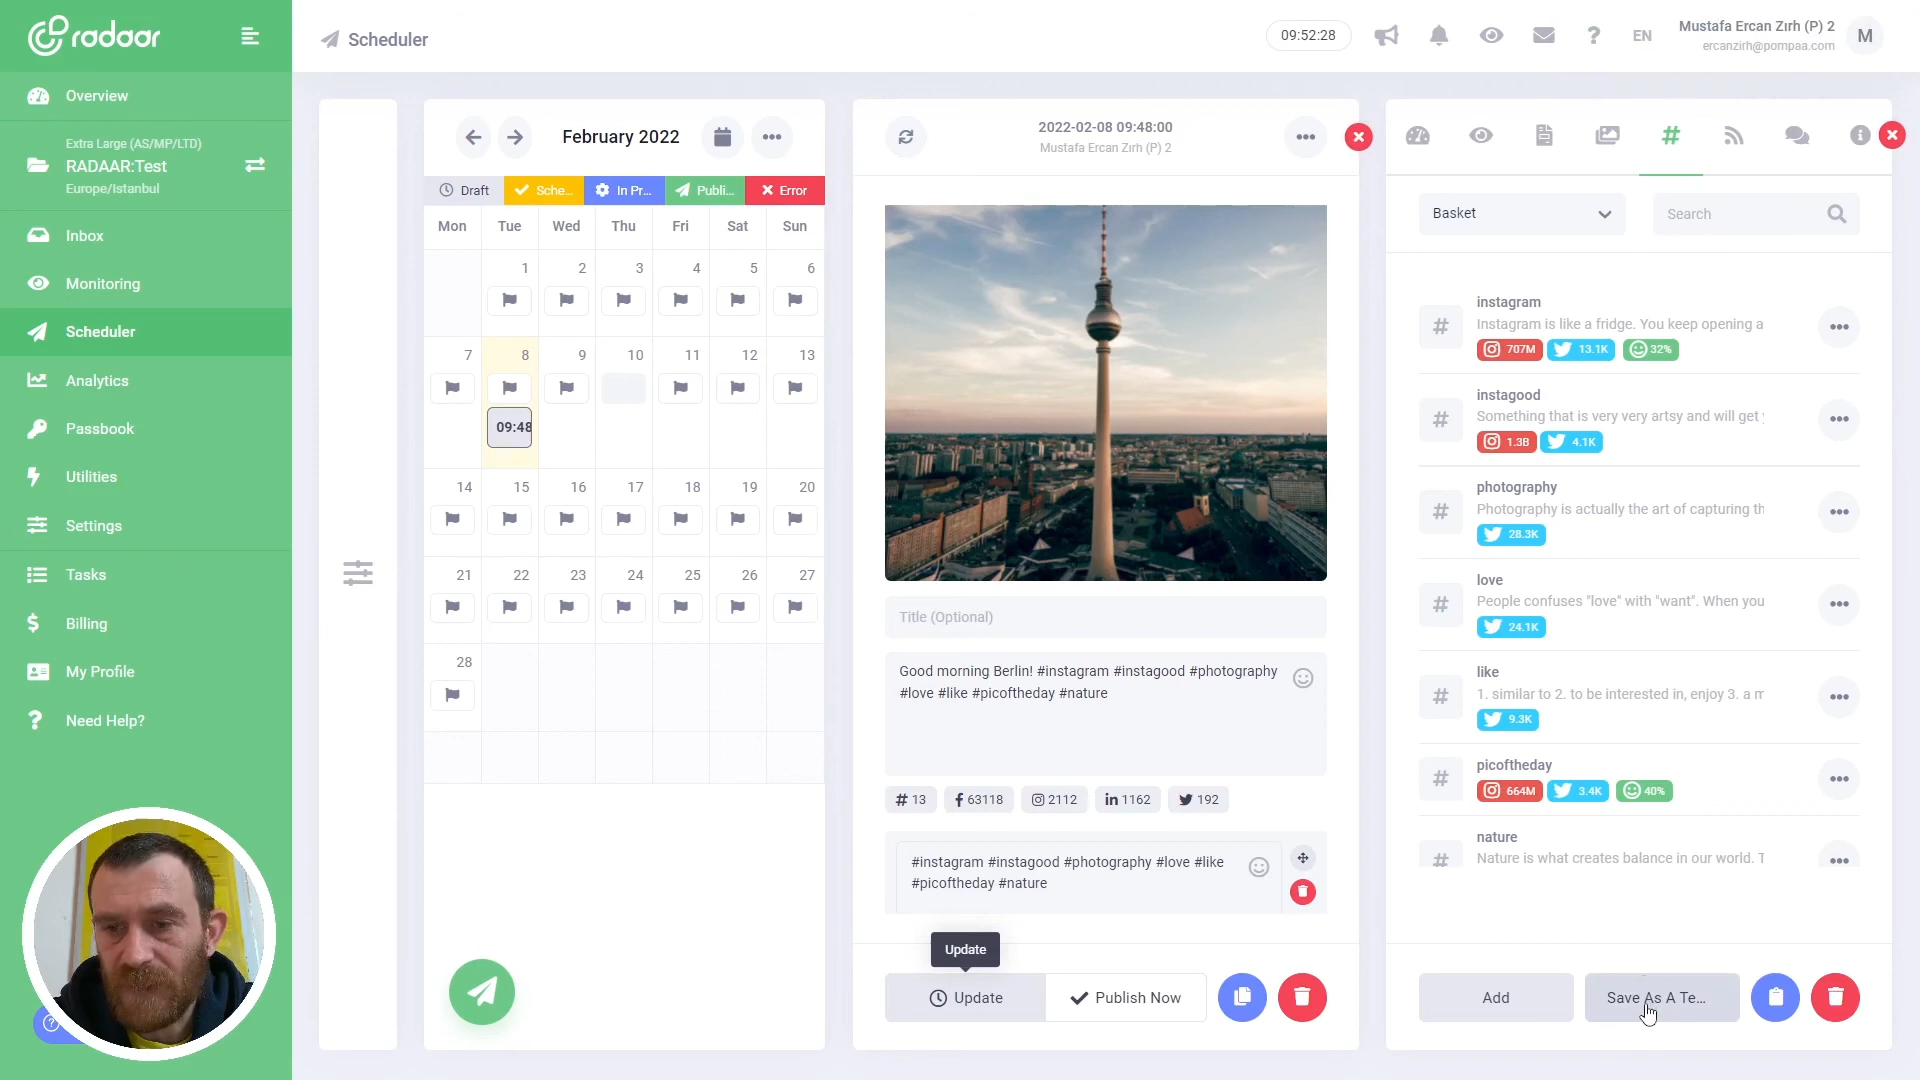 radaar
Overview
Extra Large (AS/MP/LTD)
RADAAR:Test
Europe/Istanbul
Inbox
Monitoring
Scheduler
Analytics
Passbook
Utilities
Settings
Tasks
Billing
My Profile
Need Help?
Scheduler
09:52:28
EN
Mustafa Ercan Zırh (P) 2
ercanzirh@pompaa.com
M
February 2022
Draft
Sche...
In Pr...
Publi...
Error
Mon Tue Wed Thu Fri Sat Sun
1 2 3 4 5 6
7 8 9 10 11 12 13
09:48
14 15 16 17 18 19 20
21 22 23 24 25 26 27
28
2022-02-08 09:48:00
Mustafa Ercan Zırh (P) 2
Title (Optional)
Good morning Berlin! #instagram #instagood #photography
#love #like #picoftheday #nature
# 13
63118
2112
1162
192
#instagram #instagood #photography #love #like
#picoftheday #nature
Update
Update
Publish Now
Basket
Search
instagram
Instagram is like a fridge. You keep opening a
707M 13.1K 32%
instagood
Something that is very very artsy and will get
1.3B 4.1K
photography
Photography is actually the art of capturing th
28.3K
love
People confuses "love" with "want". When you
24.1K
like
1. similar to 2. to be interested in, enjoy 3. a m
9.3K
picoftheday
664M 3.4K 40%
nature
Nature is what creates balance in our world. T
Add
Save As A Te...